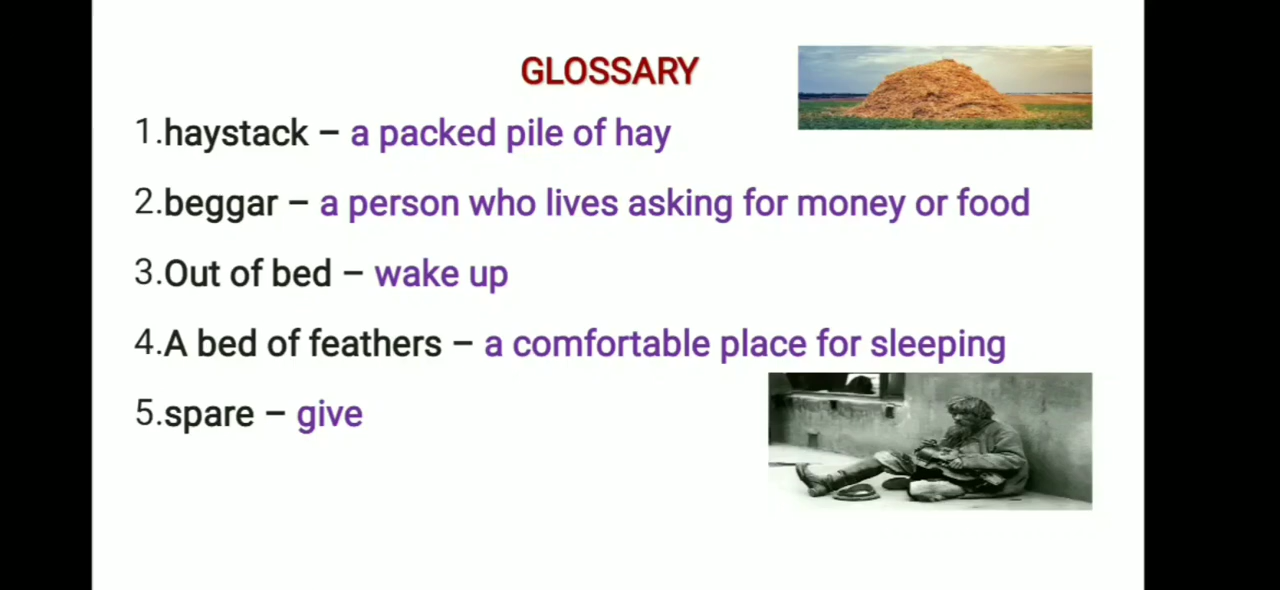 GLOSSARY
1.haystack – a packed pile of hay
2.beggar – a person who lives asking for money or food
3.Out of bed – wake up
4.A bed of feathers – a comfortable place for sleeping
5.spare – give